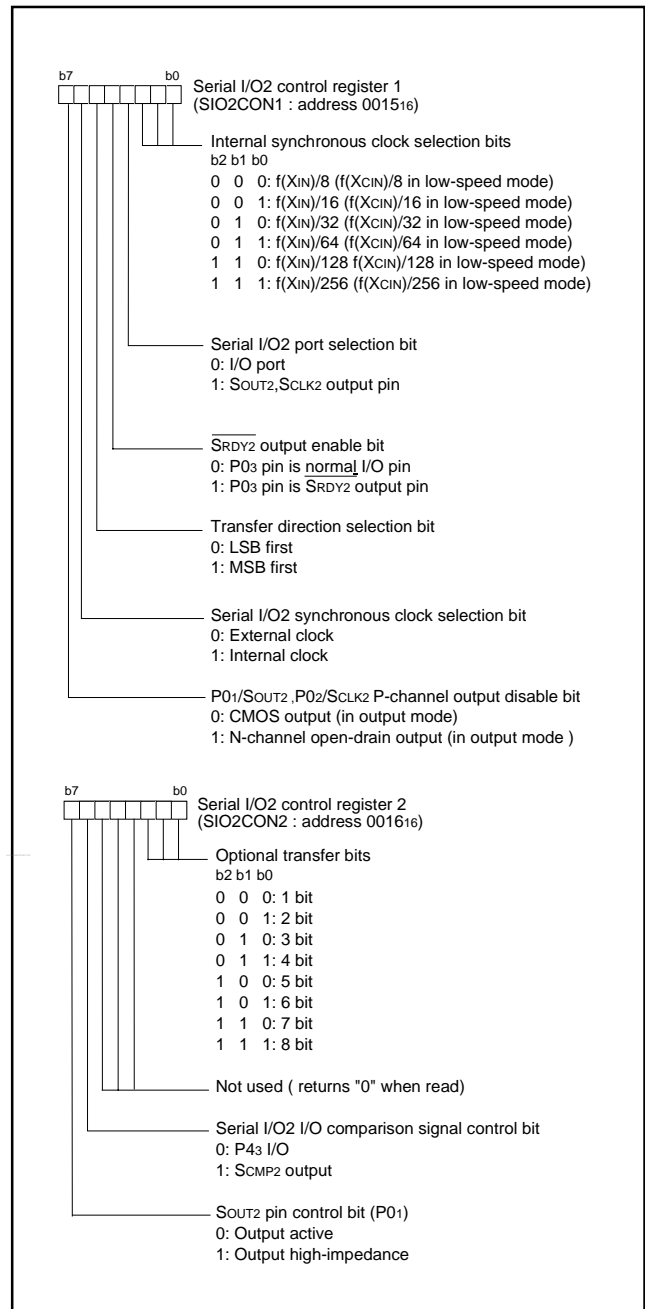 b7 b0
Serial I/O2 control register 1
(SIO2CON1 : address 001516)
Internal synchronous clock selection bits
b2 b1 b0
0 0 0: f(XIN)/8 (f(XCIN)/8 in low-speed mode)
0 0 1: f(XIN)/16 (f(XCIN)/16 in low-speed mode)
0 1 0: f(XIN)/32 (f(XCIN)/32 in low-speed mode)
0 1 1: f(XIN)/64 (f(XCIN)/64 in low-speed mode)
1 1 0: f(XIN)/128 f(XCIN)/128 in low-speed mode)
1 1 1: f(XIN)/256 (f(XCIN)/256 in low-speed mode)
Serial I/O2 port selection bit
0: I/O port
1: SOUT2,SCLK2 output pin
SRDY2 output enable bit
0: P03 pin is normal I/O pin
1: P03 pin is SRDY2 output pin
Transfer direction selection bit
0: LSB first
1: MSB first
Serial I/O2 synchronous clock selection bit
0: External clock
1: Internal clock
P01/SOUT2 ,P02/SCLK2 P-channel output disable bit
0: CMOS output (in output mode)
1: N-channel open-drain output (in output mode )
b7 b0
Serial I/O2 control register 2
(SIO2CON2 : address 001616)
Optional transfer bits
b2 b1 b0
0 0 0: 1 bit
0 0 1: 2 bit
0 1 0: 3 bit
0 1 1: 4 bit
1 0 0: 5 bit
1 0 1: 6 bit
1 1 0: 7 bit
1 1 1: 8 bit
Not used ( returns "0" when read)
Serial I/O2 I/O comparison signal control bit
0: P43 I/O
1: SCMP2 output
SOUT2 pin control bit (P01)
0: Output active
1: Output high-impedance